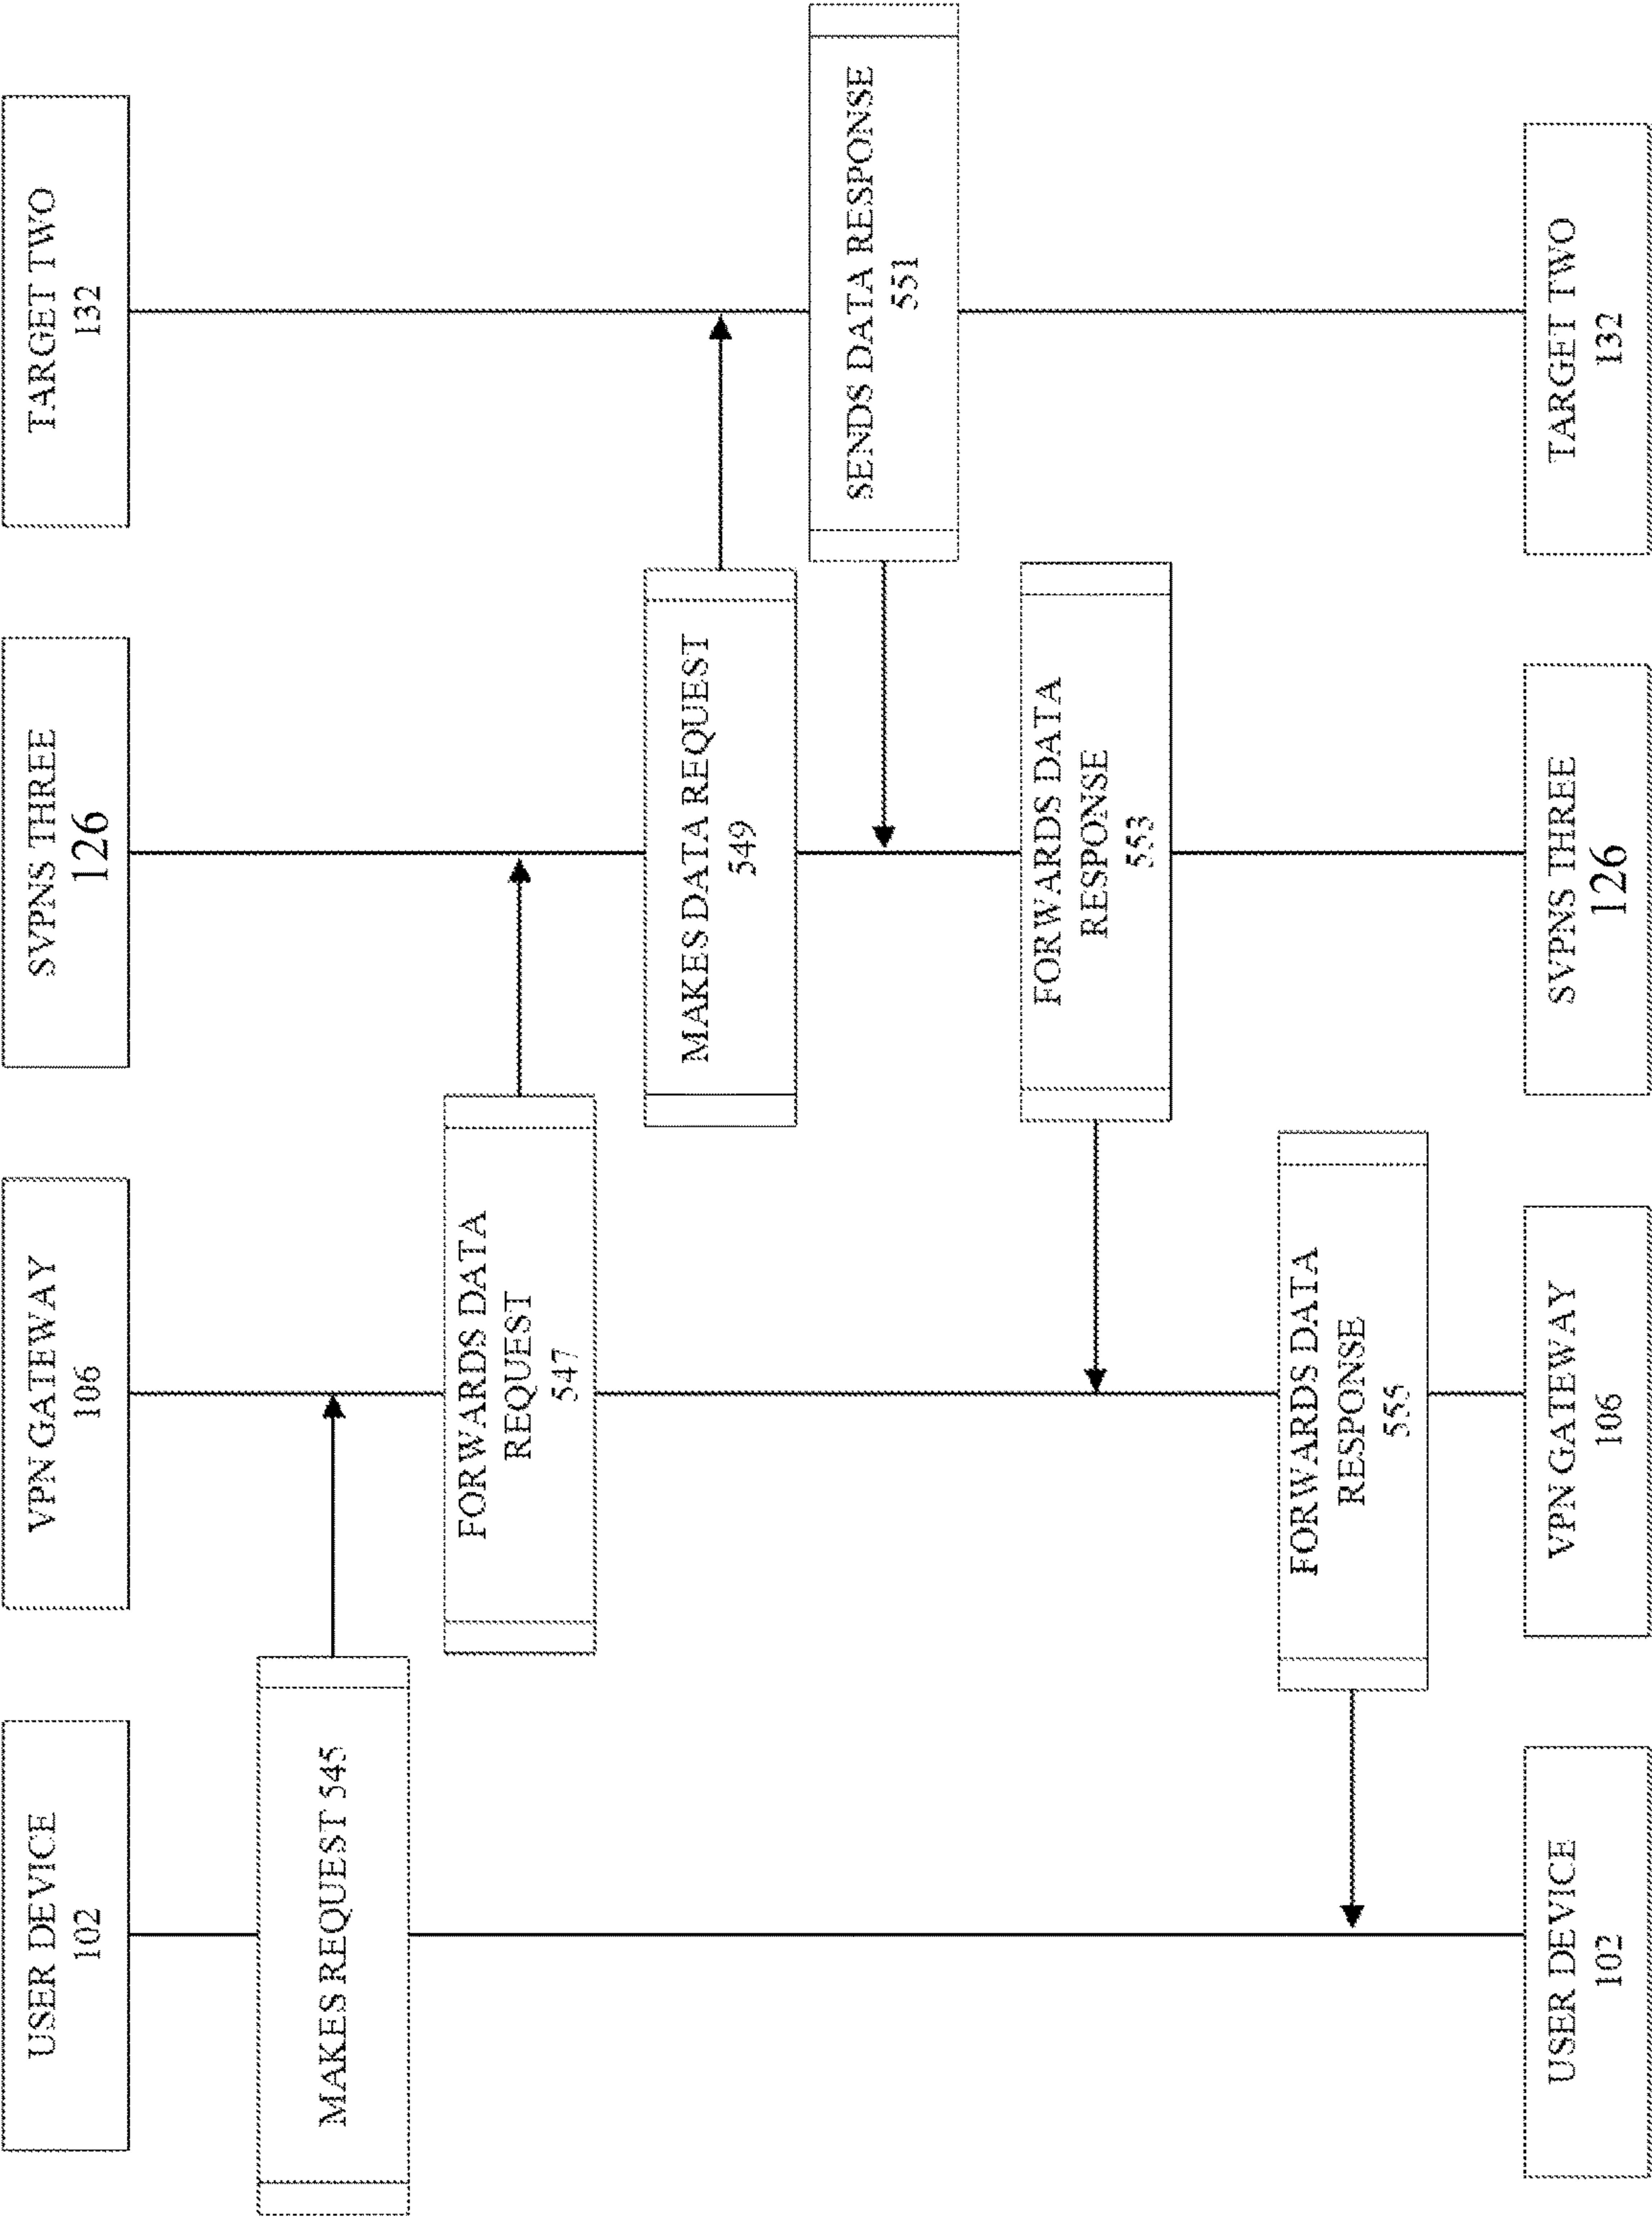 USER DEVICE
102
VPN GATEWAY
106
SVPNS THREE
126
TARGET TWO
132
MAKES REQUEST 545
FORWARDS DATA
REQUEST
547
MAKES DATA REQUEST
549
SENDS DATA RESPONSE
551
FORWARDS DATA
RESPONSE
553
FORWARDS DATA
RESPONSE
555
USER DEVICE
102
VPN GATEWAY
106
SVPNS THREE
126
TARGET TWO
132